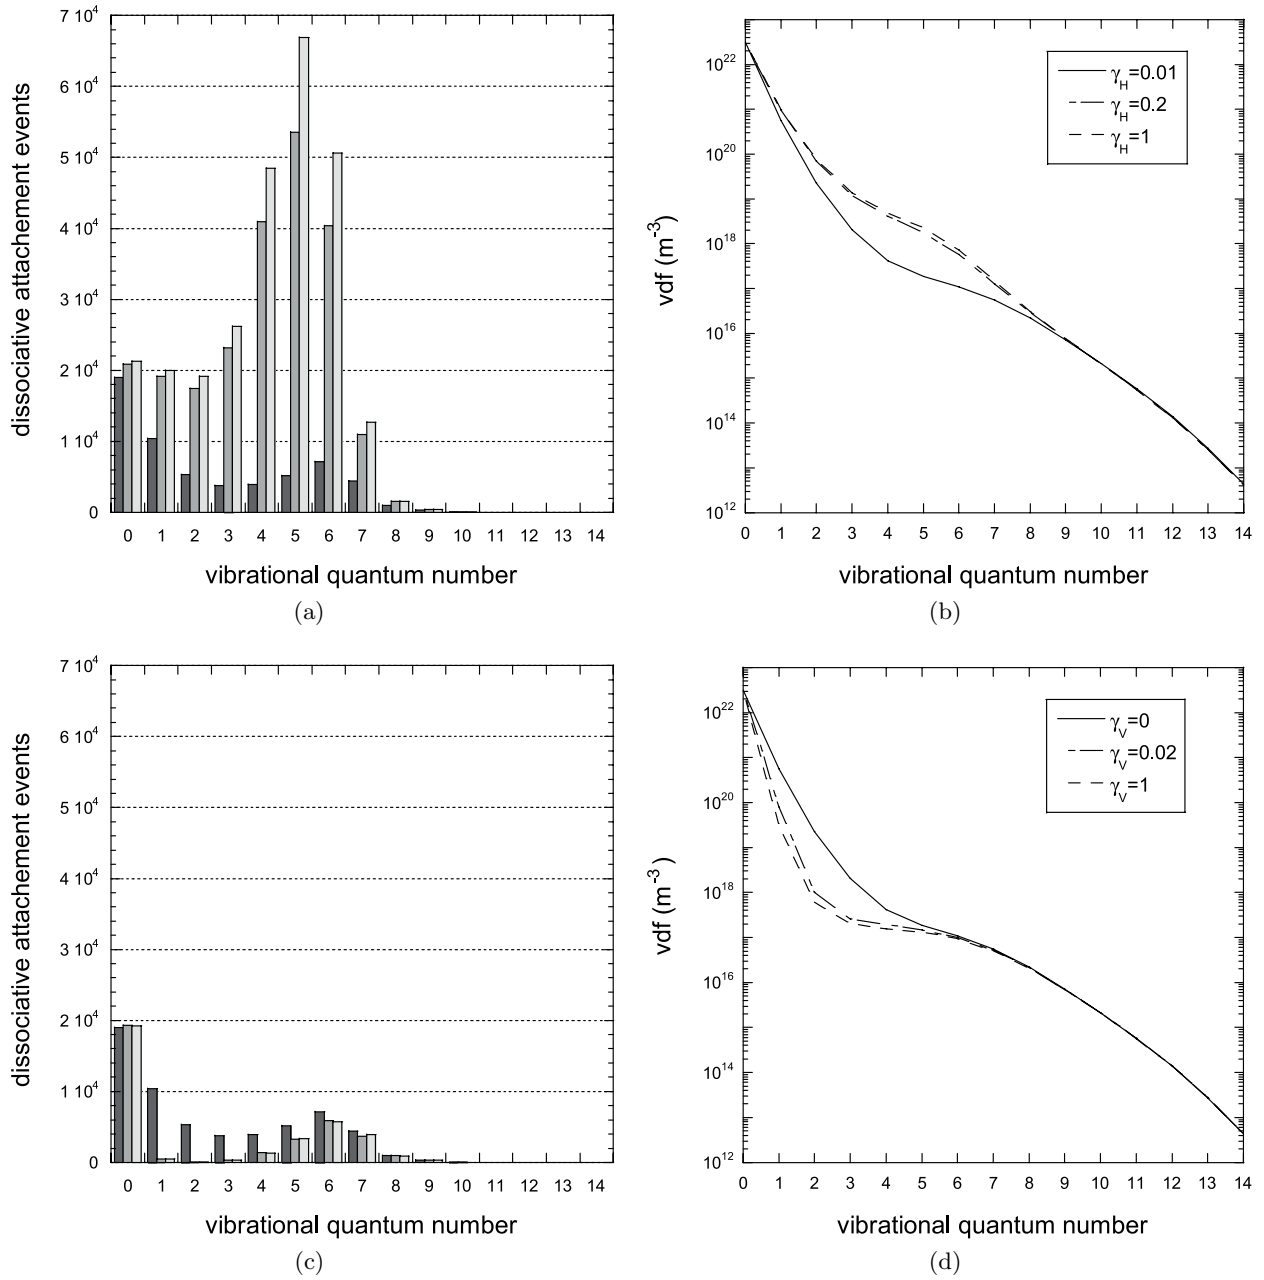 7 10⁴
6 10⁴
5 10⁴
4 10⁴
3 10⁴
2 10⁴
1 10⁴
0
dissociative attachement events
0 1 2 3 4 5 6 7 8 9 10 11 12 13 14
vibrational quantum number
(a)
10²²
10²⁰
10¹⁸
10¹⁶
10¹⁴
10¹²
vdf (m⁻³)
γ_H=0.01
γ_H=0.2
γ_H=1
0 1 2 3 4 5 6 7 8 9 10 11 12 13 14
vibrational quantum number
(b)
7 10⁴
6 10⁴
5 10⁴
4 10⁴
3 10⁴
2 10⁴
1 10⁴
0
dissociative attachement events
0 1 2 3 4 5 6 7 8 9 10 11 12 13 14
vibrational quantum number
(c)
10²²
10²⁰
10¹⁸
10¹⁶
10¹⁴
10¹²
vdf (m⁻³)
γ_V=0
γ_V=0.02
γ_V=1
0 1 2 3 4 5 6 7 8 9 10 11 12 13 14
vibrational quantum number
(d)